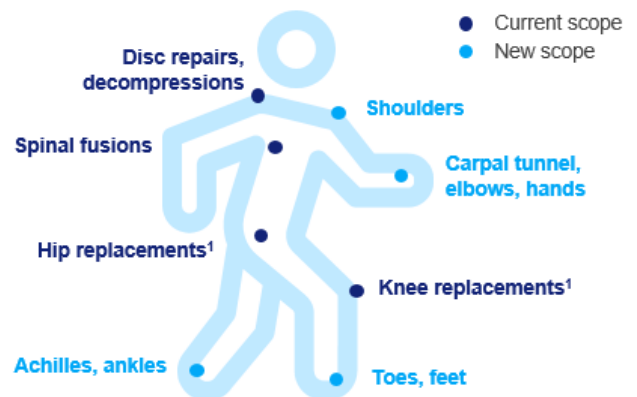 Current scope
New scope
Disc repairs,
decompressions
Shoulders
Spinal fusions
Carpal tunnel,
elbows, hands
Hip replacements¹
Knee replacements¹
Achilles, ankles
Toes, feet